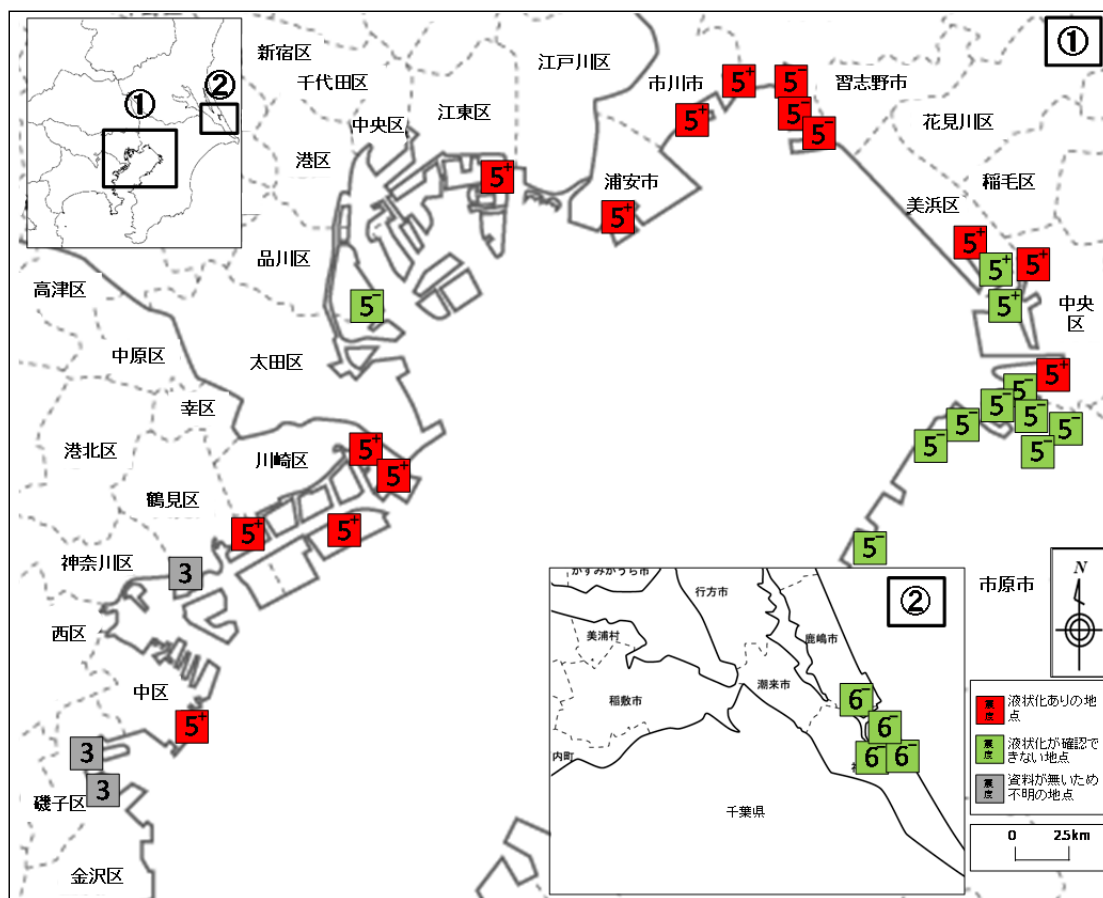 ①
新宿区
江戸川区
千代田区
市川市
5+
5-
習志野市
②
①
中央区
江東区
5+
5-
5-
花見川区
港区
5+
浦安市
稲毛区
5+
美浜区
品川区
5+
5+
5+
高津区
5-
5+
中央区
中原区
太田区
5+
幸区
5-
5-
5-
5-
5-
港北区
川崎区
5+
5-
5-
5+
鶴見区
5+
5+
5-
神奈川区
3
市原市
N
②
かすみがうら市
行方市
美浦村
鹿嶋市
西区
潮来市
稲敷市
中区
6-
5+
6-
3
内町
6-
6-
磯子区
3
千葉県
金沢区
震度
液状化ありの地点
震度
液状化が確認できない地点
震度
資料が無いため不明の地点
0 2.5km